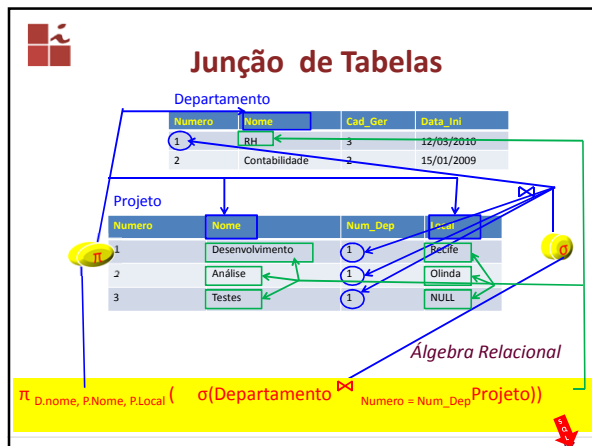 Junção de Tabelas
Departamento
Numero Nome Cad_Ger Data_Ini
1 RH 3 12/03/2010
2 Contabilidade 2 15/01/2009
⋈
Projeto
Numero Nome Num_Dep Local
1 Desenvolvimento 1 Recife
2 Análise 1 Olinda
3 Testes 1 NULL
π
σ
Álgebra Relacional
π D.nome, P.Nome, P.Local ( σ(Departamento ⋈ Numero = Num_Dep Projeto))
SQL